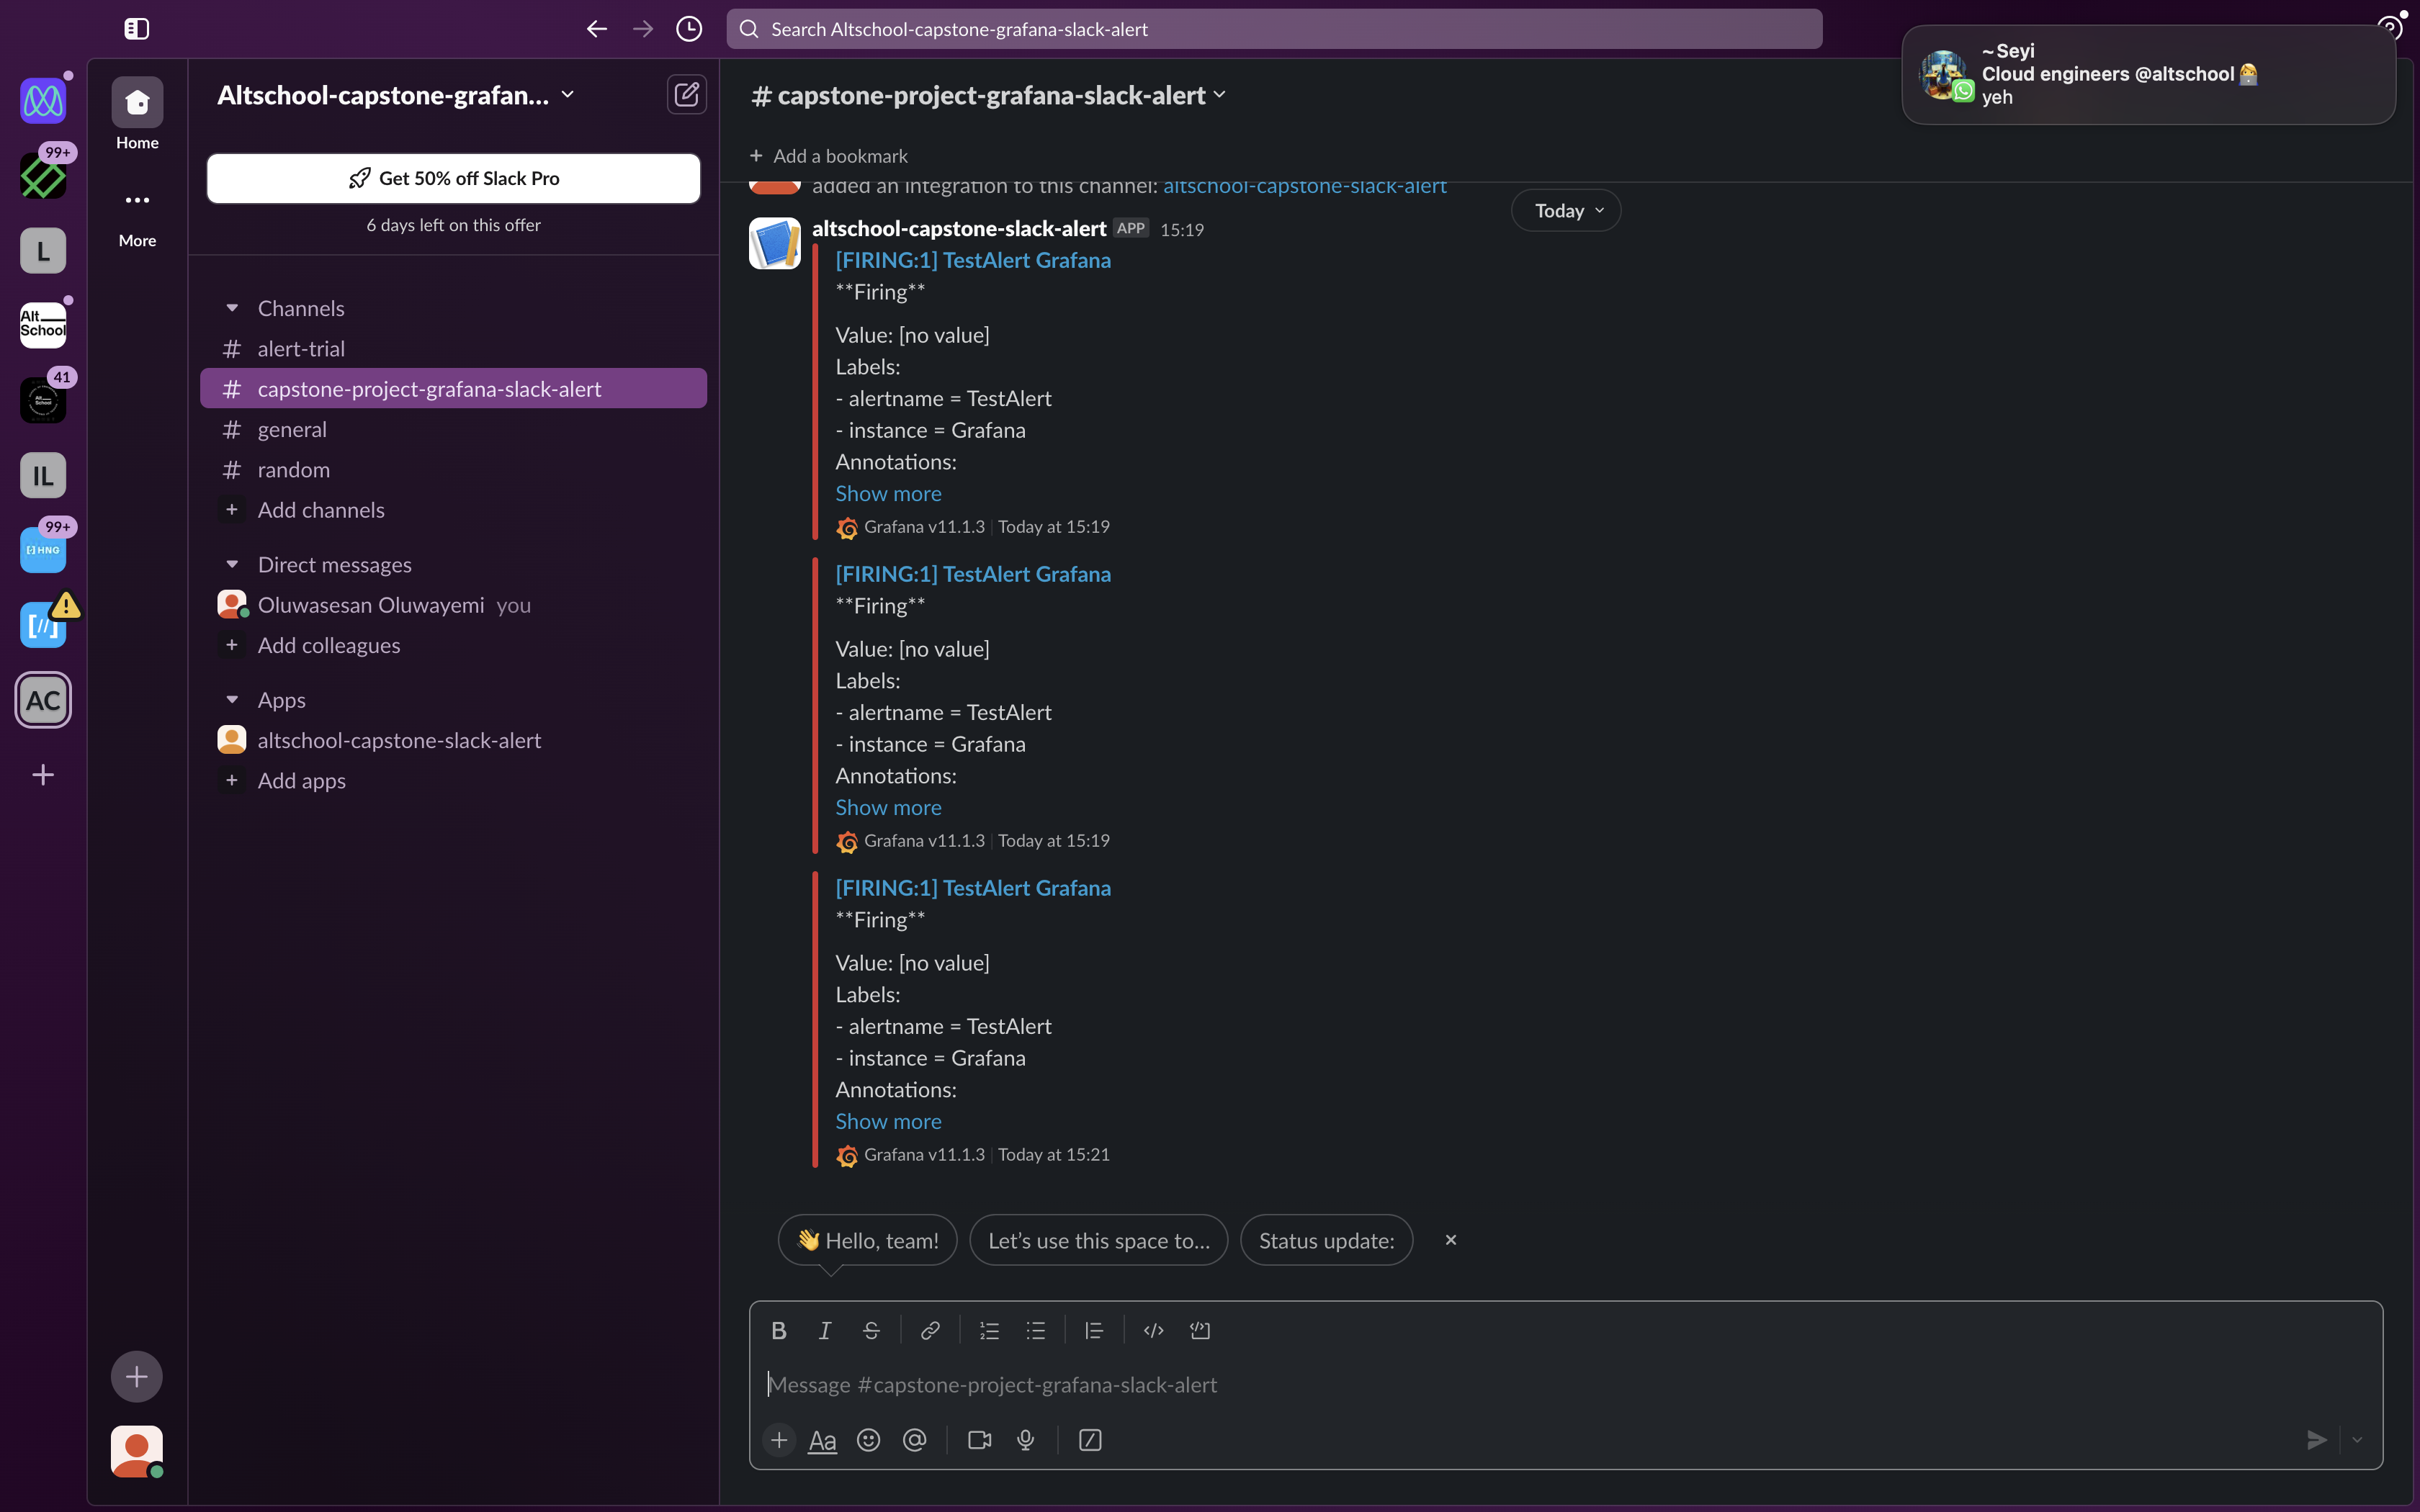 Search Altschool-capstone-grafana-slack-alert
~Seyi
Cloud engineers @altschool
yeh
99+
L
Alt
School
41
IL
99+
HNG
[//]
AC
Home
More
Altschool-capstone-grafan...
Get 50% off Slack Pro
6 days left on this offer
Channels
# alert-trial
# capstone-project-grafana-slack-alert
# general
# random
+ Add channels
Direct messages
Oluwasesan Oluwayemi you
+ Add colleagues
Apps
altschool-capstone-slack-alert
+ Add apps
# capstone-project-grafana-slack-alert
+ Add a bookmark
added an integration to this channel: altschool-capstone-slack-alert
Today
altschool-capstone-slack-alert APP 15:19
[FIRING:1] TestAlert Grafana
**Firing**
Value: [no value]
Labels:
- alertname = TestAlert
- instance = Grafana
Annotations:
Show more
Grafana v11.1.3 | Today at 15:19
[FIRING:1] TestAlert Grafana
**Firing**
Value: [no value]
Labels:
- alertname = TestAlert
- instance = Grafana
Annotations:
Show more
Grafana v11.1.3 | Today at 15:19
[FIRING:1] TestAlert Grafana
**Firing**
Value: [no value]
Labels:
- alertname = TestAlert
- instance = Grafana
Annotations:
Show more
Grafana v11.1.3 | Today at 15:21
👋 Hello, team!
Let’s use this space to...
Status update:
B I S
Message #capstone-project-grafana-slack-alert
Aa